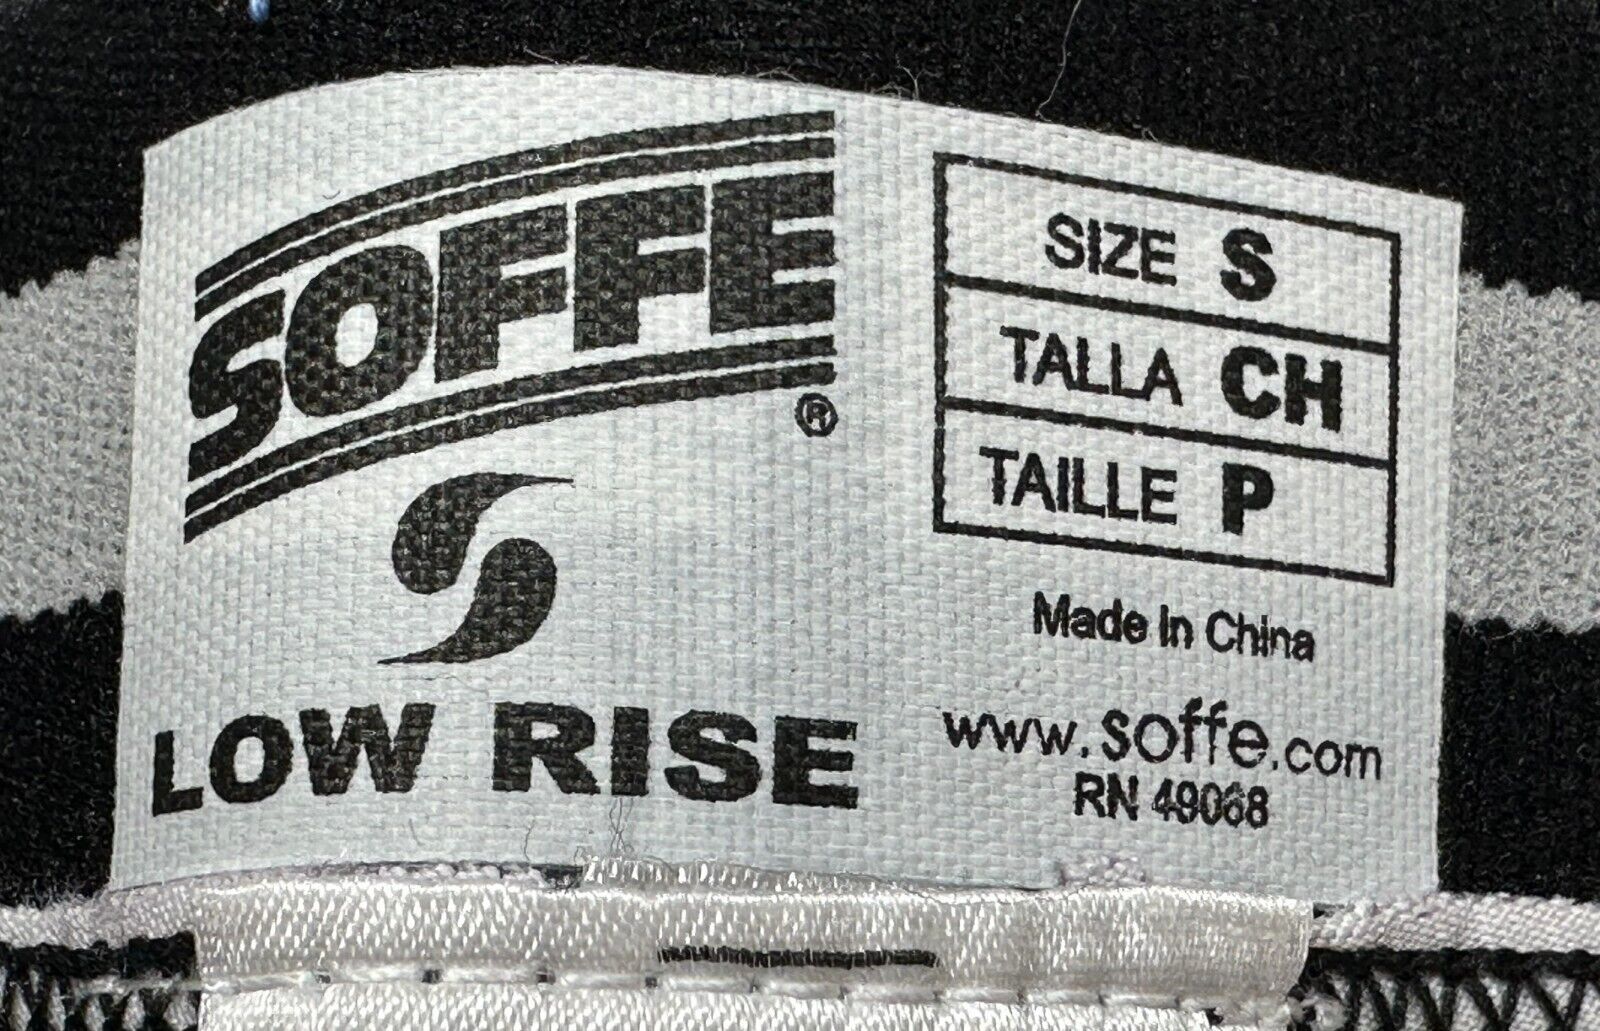 SOFFE®
LOW RISE
SIZE S
TALLA CH
TAILLE P
Made In China
www.soffe.com
RN 49068